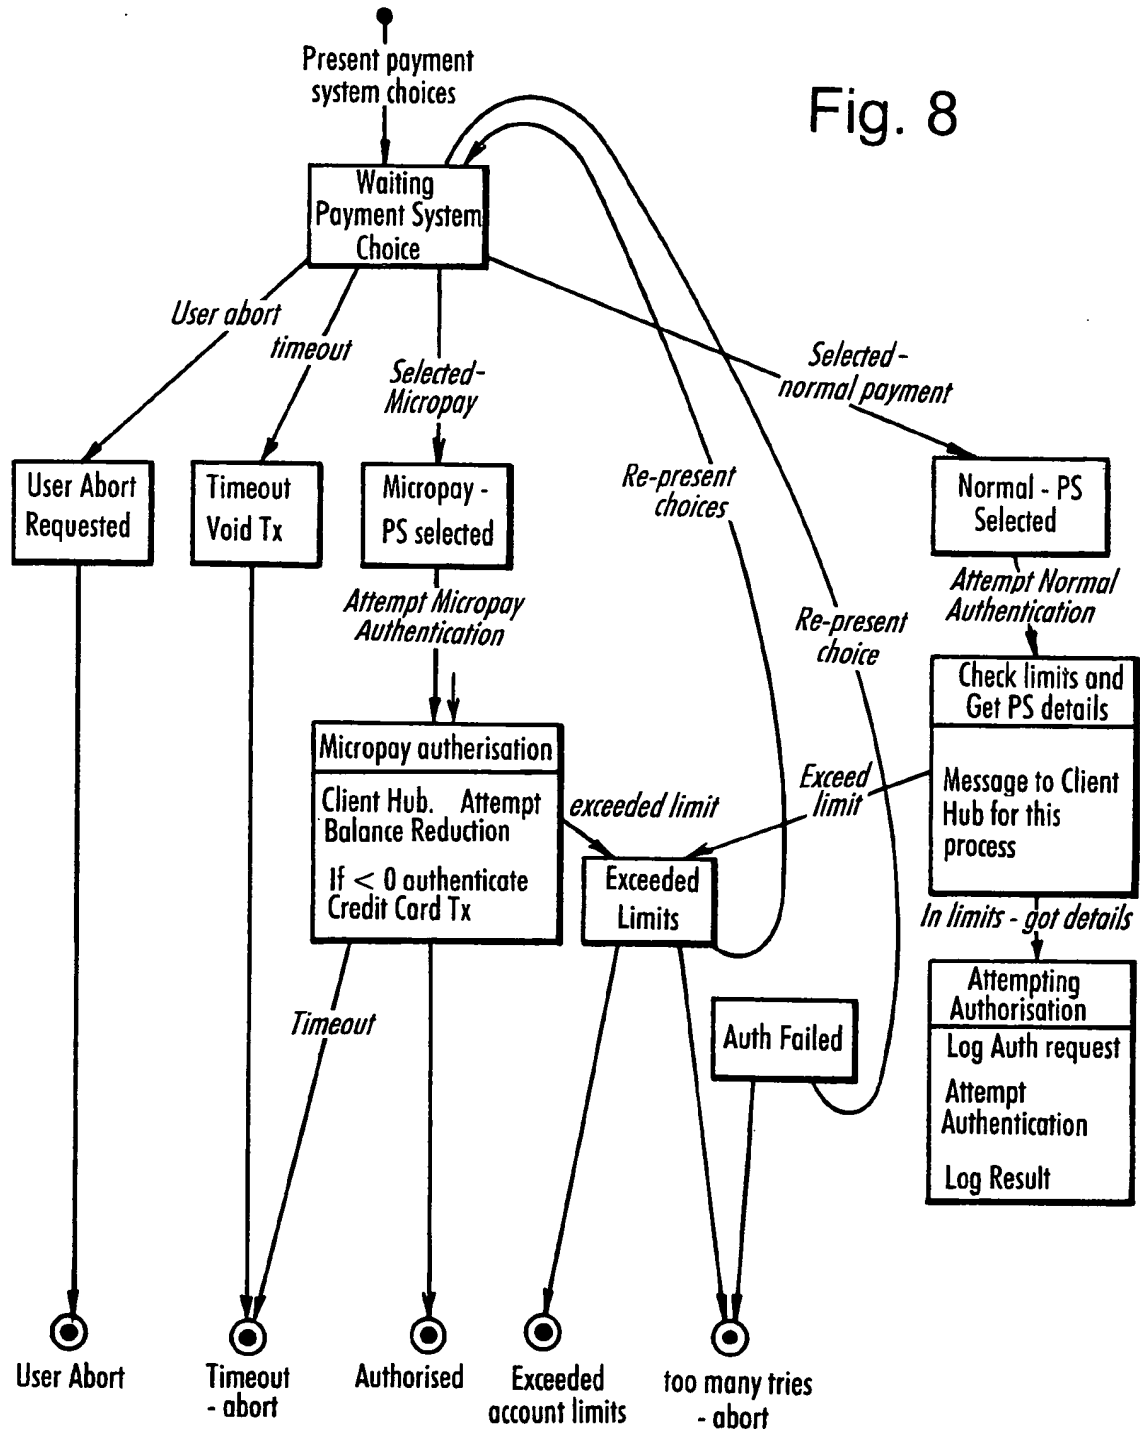 Present payment
system choices
Fig. 8
Waiting
Payment System
Choice
User abort
timeout
Selected-
Micropay
Selected-
normal payment
User Abort
Requested
Timeout
Void Tx
Micropay -
PS selected
Re-present
choices
Normal - PS
Selected
Attempt Micropay
Authentication
Re-present
choice
Attempt Normal
Authentication
Micropay autherisation
Client Hub. Attempt
Balance Reduction
If < 0 authenticate
Credit Card Tx
exceeded limit
Exceed
limit
Check limits and
Get PS details
Message to Client
Hub for this
process
Exceeded
Limits
In limits - got details
Timeout
Auth Failed
Attempting
Authorisation
Log Auth request
Attempt
Authentication
Log Result
User Abort
Timeout
- abort
Authorised
Exceeded
account limits
too many tries
- abort